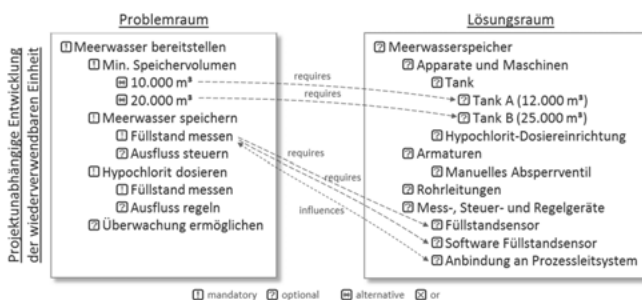 Problemraum
Lösungsraum
Projektunabhängige Entwicklung
der wiederverwendbaren Einheit
Meerwasser bereitstellen
Min. Speichervolumen
10.000 m³
20.000 m³
Meerwasser speichern
Füllstand messen
Ausfluss steuern
Hypochlorit dosieren
Füllstand messen
Ausfluss regeln
Überwachung ermöglichen
requires
requires
requires
requires
influences
Meerwasserspeicher
Apparate und Maschinen
Tank
Tank A (12.000 m³)
Tank B (25.000 m³)
Hypochlorit-Dosiereinrichtung
Armaturen
Manuelles Absperrventil
Rohrleitungen
Mess-, Steuer- und Regelgeräte
Füllstandsensor
Software Füllstandsensor
Anbindung an Prozessleitsystem
mandatory optional alternative or